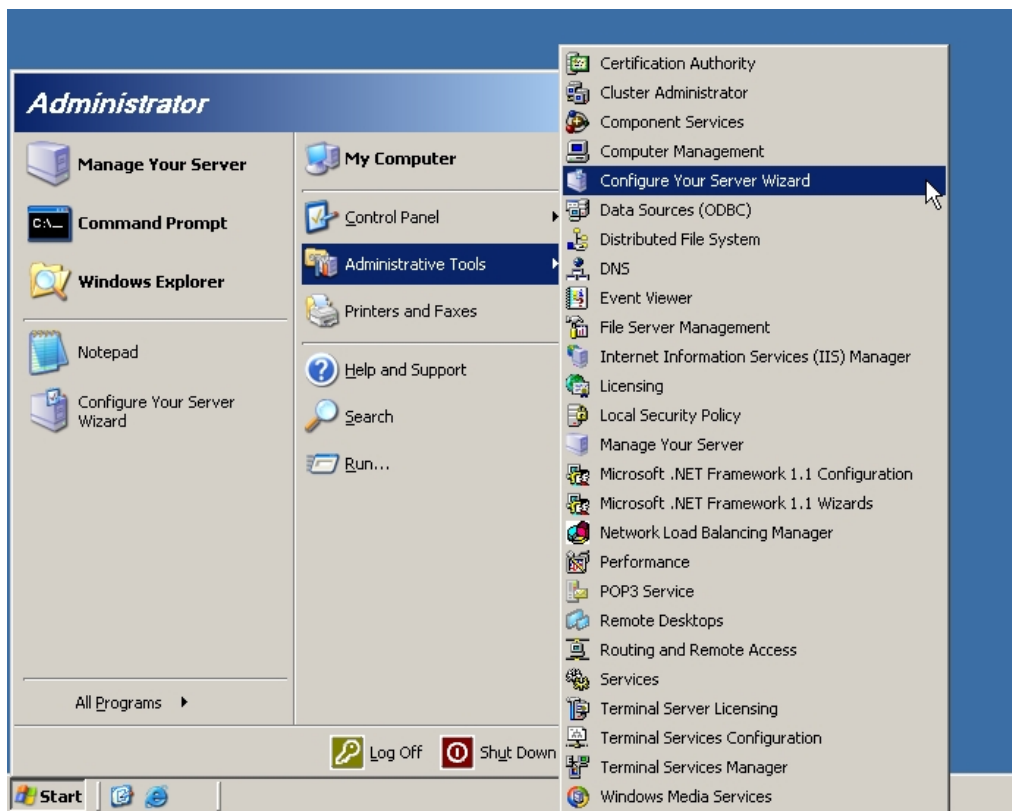 Administrator
Manage Your Server
Command Prompt
Windows Explorer
Notepad
Configure Your Server
Wizard
All Programs
My Computer
Control Panel
Administrative Tools
Printers and Faxes
Help and Support
Search
Run...
Log Off
Shut Down
Certification Authority
Cluster Administrator
Component Services
Computer Management
Configure Your Server Wizard
Data Sources (ODBC)
Distributed File System
DNS
Event Viewer
File Server Management
Internet Information Services (IIS) Manager
Licensing
Local Security Policy
Manage Your Server
Microsoft .NET Framework 1.1 Configuration
Microsoft .NET Framework 1.1 Wizards
Network Load Balancing Manager
Performance
POP3 Service
Remote Desktops
Routing and Remote Access
Services
Terminal Server Licensing
Terminal Services Configuration
Terminal Services Manager
Windows Media Services
Start
C:\_